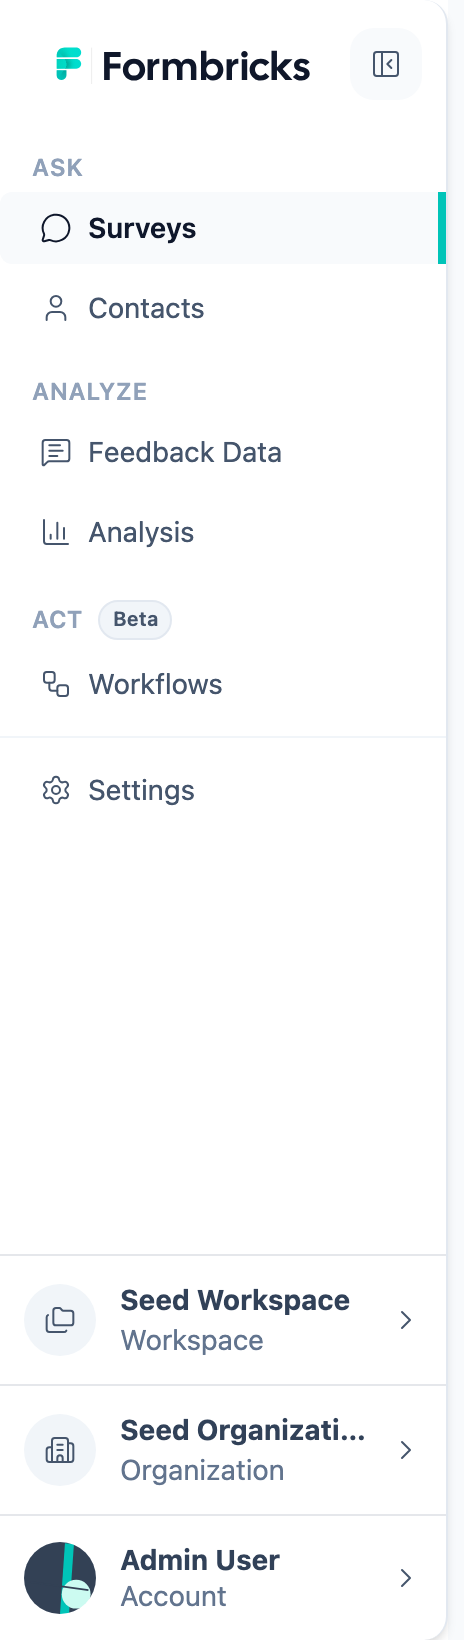 Formbricks
ASK
Surveys
Contacts
ANALYZE
Feedback Data
Analysis
ACT Beta
Workflows
Settings
Seed Workspace
Workspace
Seed Organizati...
Organization
Admin User
Account